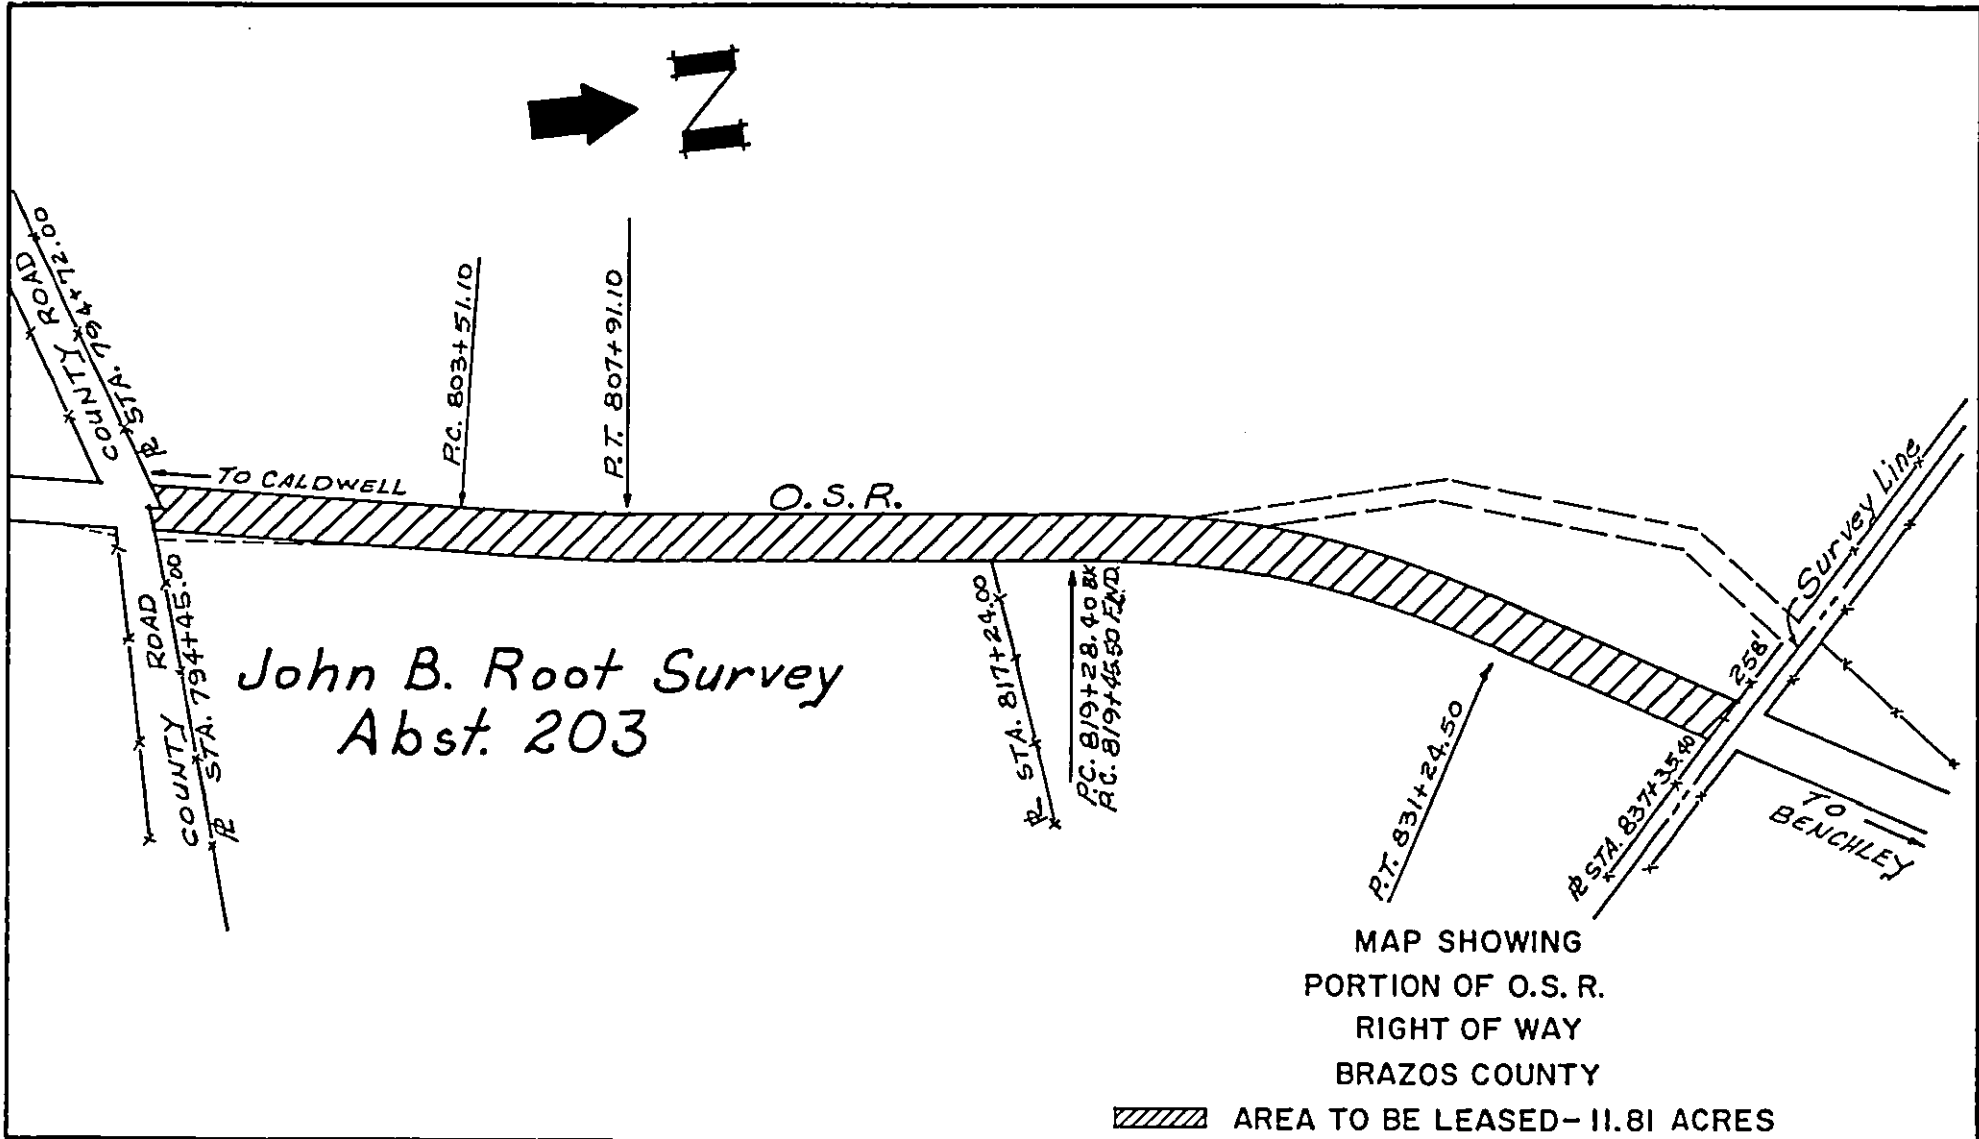 N
COUNTY ROAD
℞ STA. 794+72.00
P.C. 803+51.10
P.T. 807+91.10
TO CALDWELL
O.S.R.
Survey Line
COUNTY ROAD
℞ STA. 794+45.00
John B. Root Survey
Abst. 203
℞ STA. 817+24.00
P.C. 819+28.40 BK
P.C. 819+45.50 FWD.
P.T. 831+24.50
258'
℞ STA. 837+35.40
TO
BENCHLEY
MAP SHOWING
PORTION OF O.S.R.
RIGHT OF WAY
BRAZOS COUNTY
AREA TO BE LEASED-11.81 ACRES